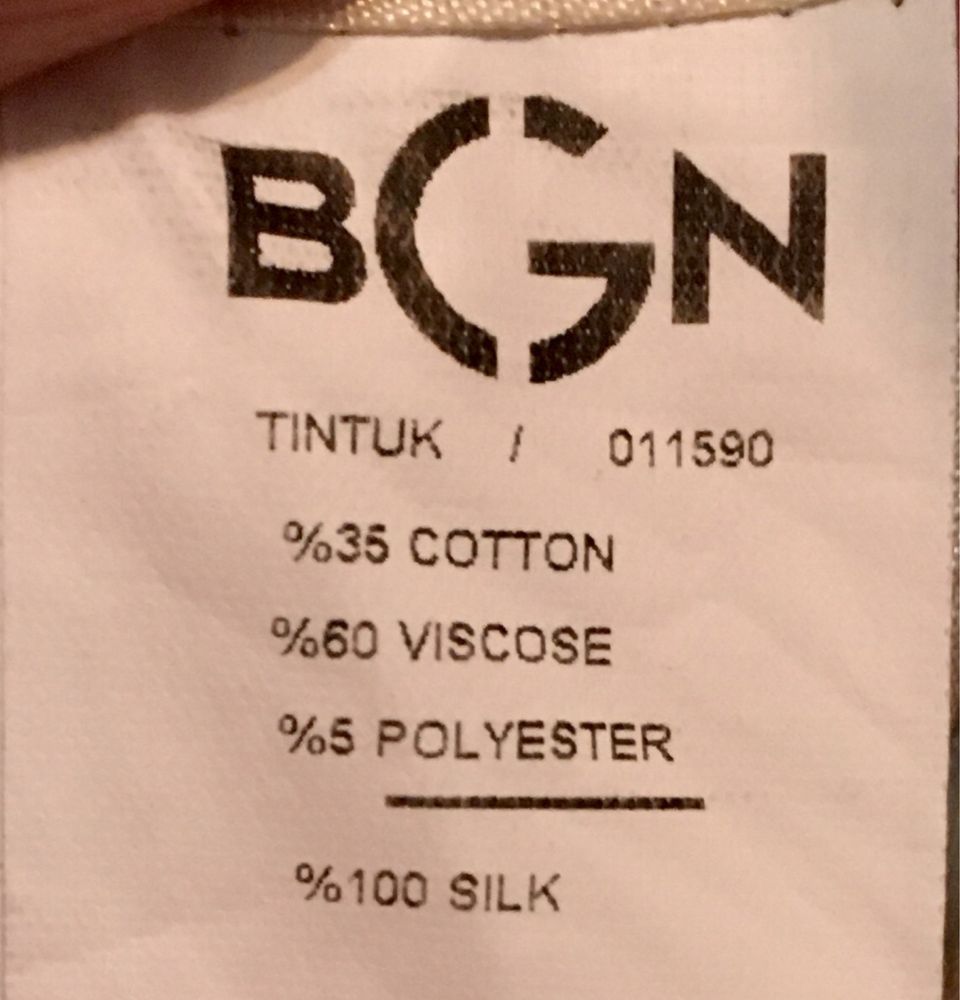 BGN
TINTUK / 011590
%35 COTTON
%60 VISCOSE
%5 POLYESTER
%100 SILK